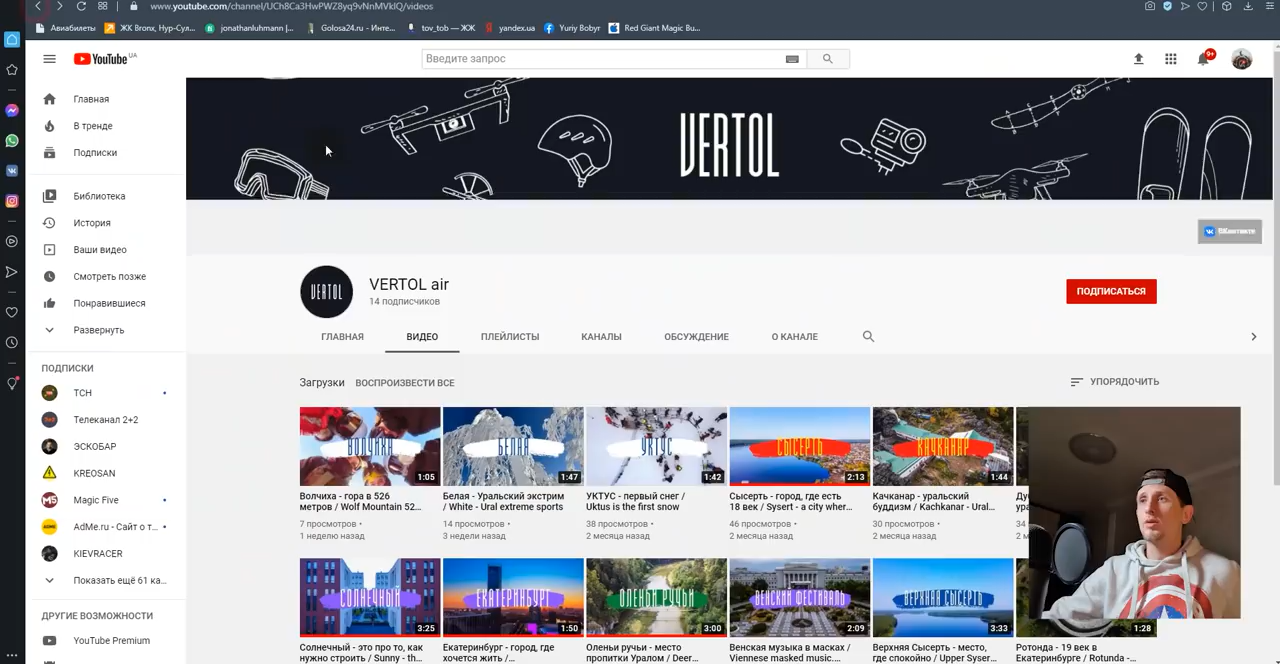 www.youtube.com/channel/UCh8Ca3HwPWZ8yq9vNnMVklQ/videos
Авиабилеты
ЖК Bronx, Нур-Сул...
jonathanluhmann |...
Golosa24.ru - Инте...
tov_tob — ЖЖ
yandex.ua
Yuriy Bobyr
Red Giant Magic Bu...
YouTube UA
Введите запрос
9+
Главная
В тренде
Подписки
Библиотека
История
Ваши видео
Смотреть позже
Понравившиеся
Развернуть
ПОДПИСКИ
ТСН
Телеканал 2+2
ЭСКОБАР
KREOSAN
Magic Five
AdMe.ru - Сайт о т...
KIEVRACER
Показать ещё 61 ка...
ДРУГИЕ ВОЗМОЖНОСТИ
YouTube Premium
VERTOL
ВКонтакте
VERTOL
VERTOL air
14 подписчиков
ПОДПИСАТЬСЯ
ГЛАВНАЯ
ВИДЕО
ПЛЕЙЛИСТЫ
КАНАЛЫ
ОБСУЖДЕНИЕ
О КАНАЛЕ
Загрузки
ВОСПРОИЗВЕСТИ ВСЕ
УПОРЯДОЧИТЬ
ВОЛЧИХА
1:05
Волчиха - гора в 526
метров / Wolf Mountain 52...
7 просмотров •
1 неделю назад
БЕЛАЯ
1:47
Белая - Уральский экстрим
/ White - Ural extreme sports
14 просмотров •
3 недели назад
УКТУС
1:42
УКТУС - первый снег /
Uktus is the first snow
38 просмотров •
2 месяца назад
СЫСЕРТЬ
2:13
Сысерть - город, где есть
18 век / Sysert - a city wher...
46 просмотров •
2 месяца назад
КАЧКАНАР
1:44
Качканар - уральский
буддизм / Kachkanar - Ural...
30 просмотров •
2 месяца назад
34
2 ме
СОЛНЕЧНЫЙ
3:25
Солнечный - это про то, как
нужно строить / Sunny - th...
ЕКАТЕРИНБУРГ
1:50
Екатеринбург - город, где
хочется жить /...
ОЛЕНЬИ РУЧЬИ
3:00
Оленьи ручьи - место
пропитки Уралом / Deer...
ВЕНСКИЙ ФЕСТИВАЛЬ
2:09
Венская музыка в масках /
Viennese masked music...
ВЕРХНЯЯ СЫСЕРТЬ
3:33
Верхняя Сысерть - место,
где спокойно / Upper Syser...
1:28
Ротонда - 19 век в
Екатеринбурге / Rotunda -...